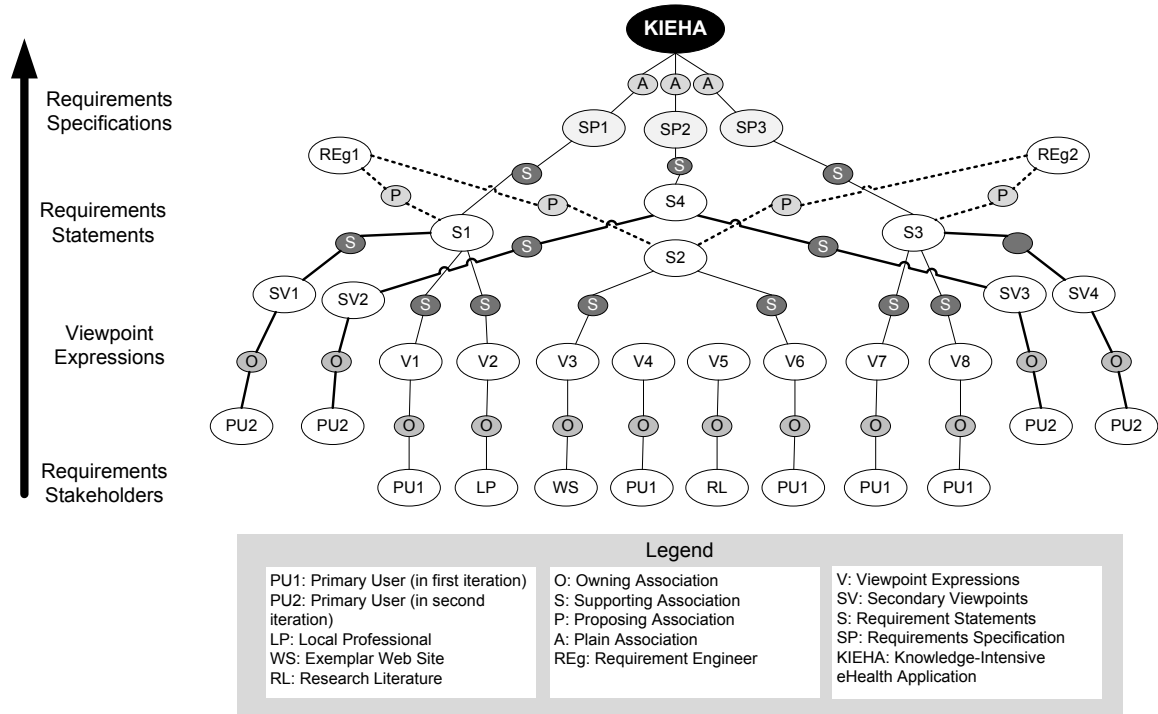 KIEHA
A A A
Requirements
Specifications
SP1 SP2 SP3
REg1 REg2
S S S
P P P P
Requirements
Statements
S4
S1 S3
S S S
S2
SV1 SV2 SV3 SV4
S S S S S S
Viewpoint
Expressions
V1 V2 V3 V4 V5 V6 V7 V8
O O O O
PU2 PU2 PU2 PU2
O O O O O O O O
Requirements
Stakeholders
PU1 LP WS PU1 RL PU1 PU1 PU1
Legend
PU1: Primary User (in first iteration)
PU2: Primary User (in second
iteration)
LP: Local Professional
WS: Exemplar Web Site
RL: Research Literature
O: Owning Association
S: Supporting Association
P: Proposing Association
A: Plain Association
REg: Requirement Engineer
V: Viewpoint Expressions
SV: Secondary Viewpoints
S: Requirement Statements
SP: Requirements Specification
KIEHA: Knowledge-Intensive
eHealth Application